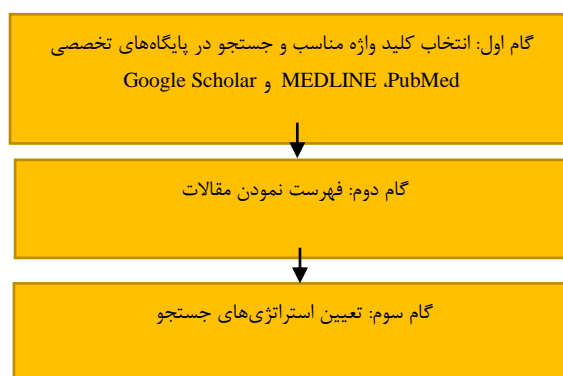 گام اول: انتخاب کلید واژه مناسب و جستجو در پایگاه‌های تخصصی
PubMed، MEDLINE و Google Scholar
گام دوم: فهرست نمودن مقالات
گام سوم: تعیین استراتژی‌های جستجو